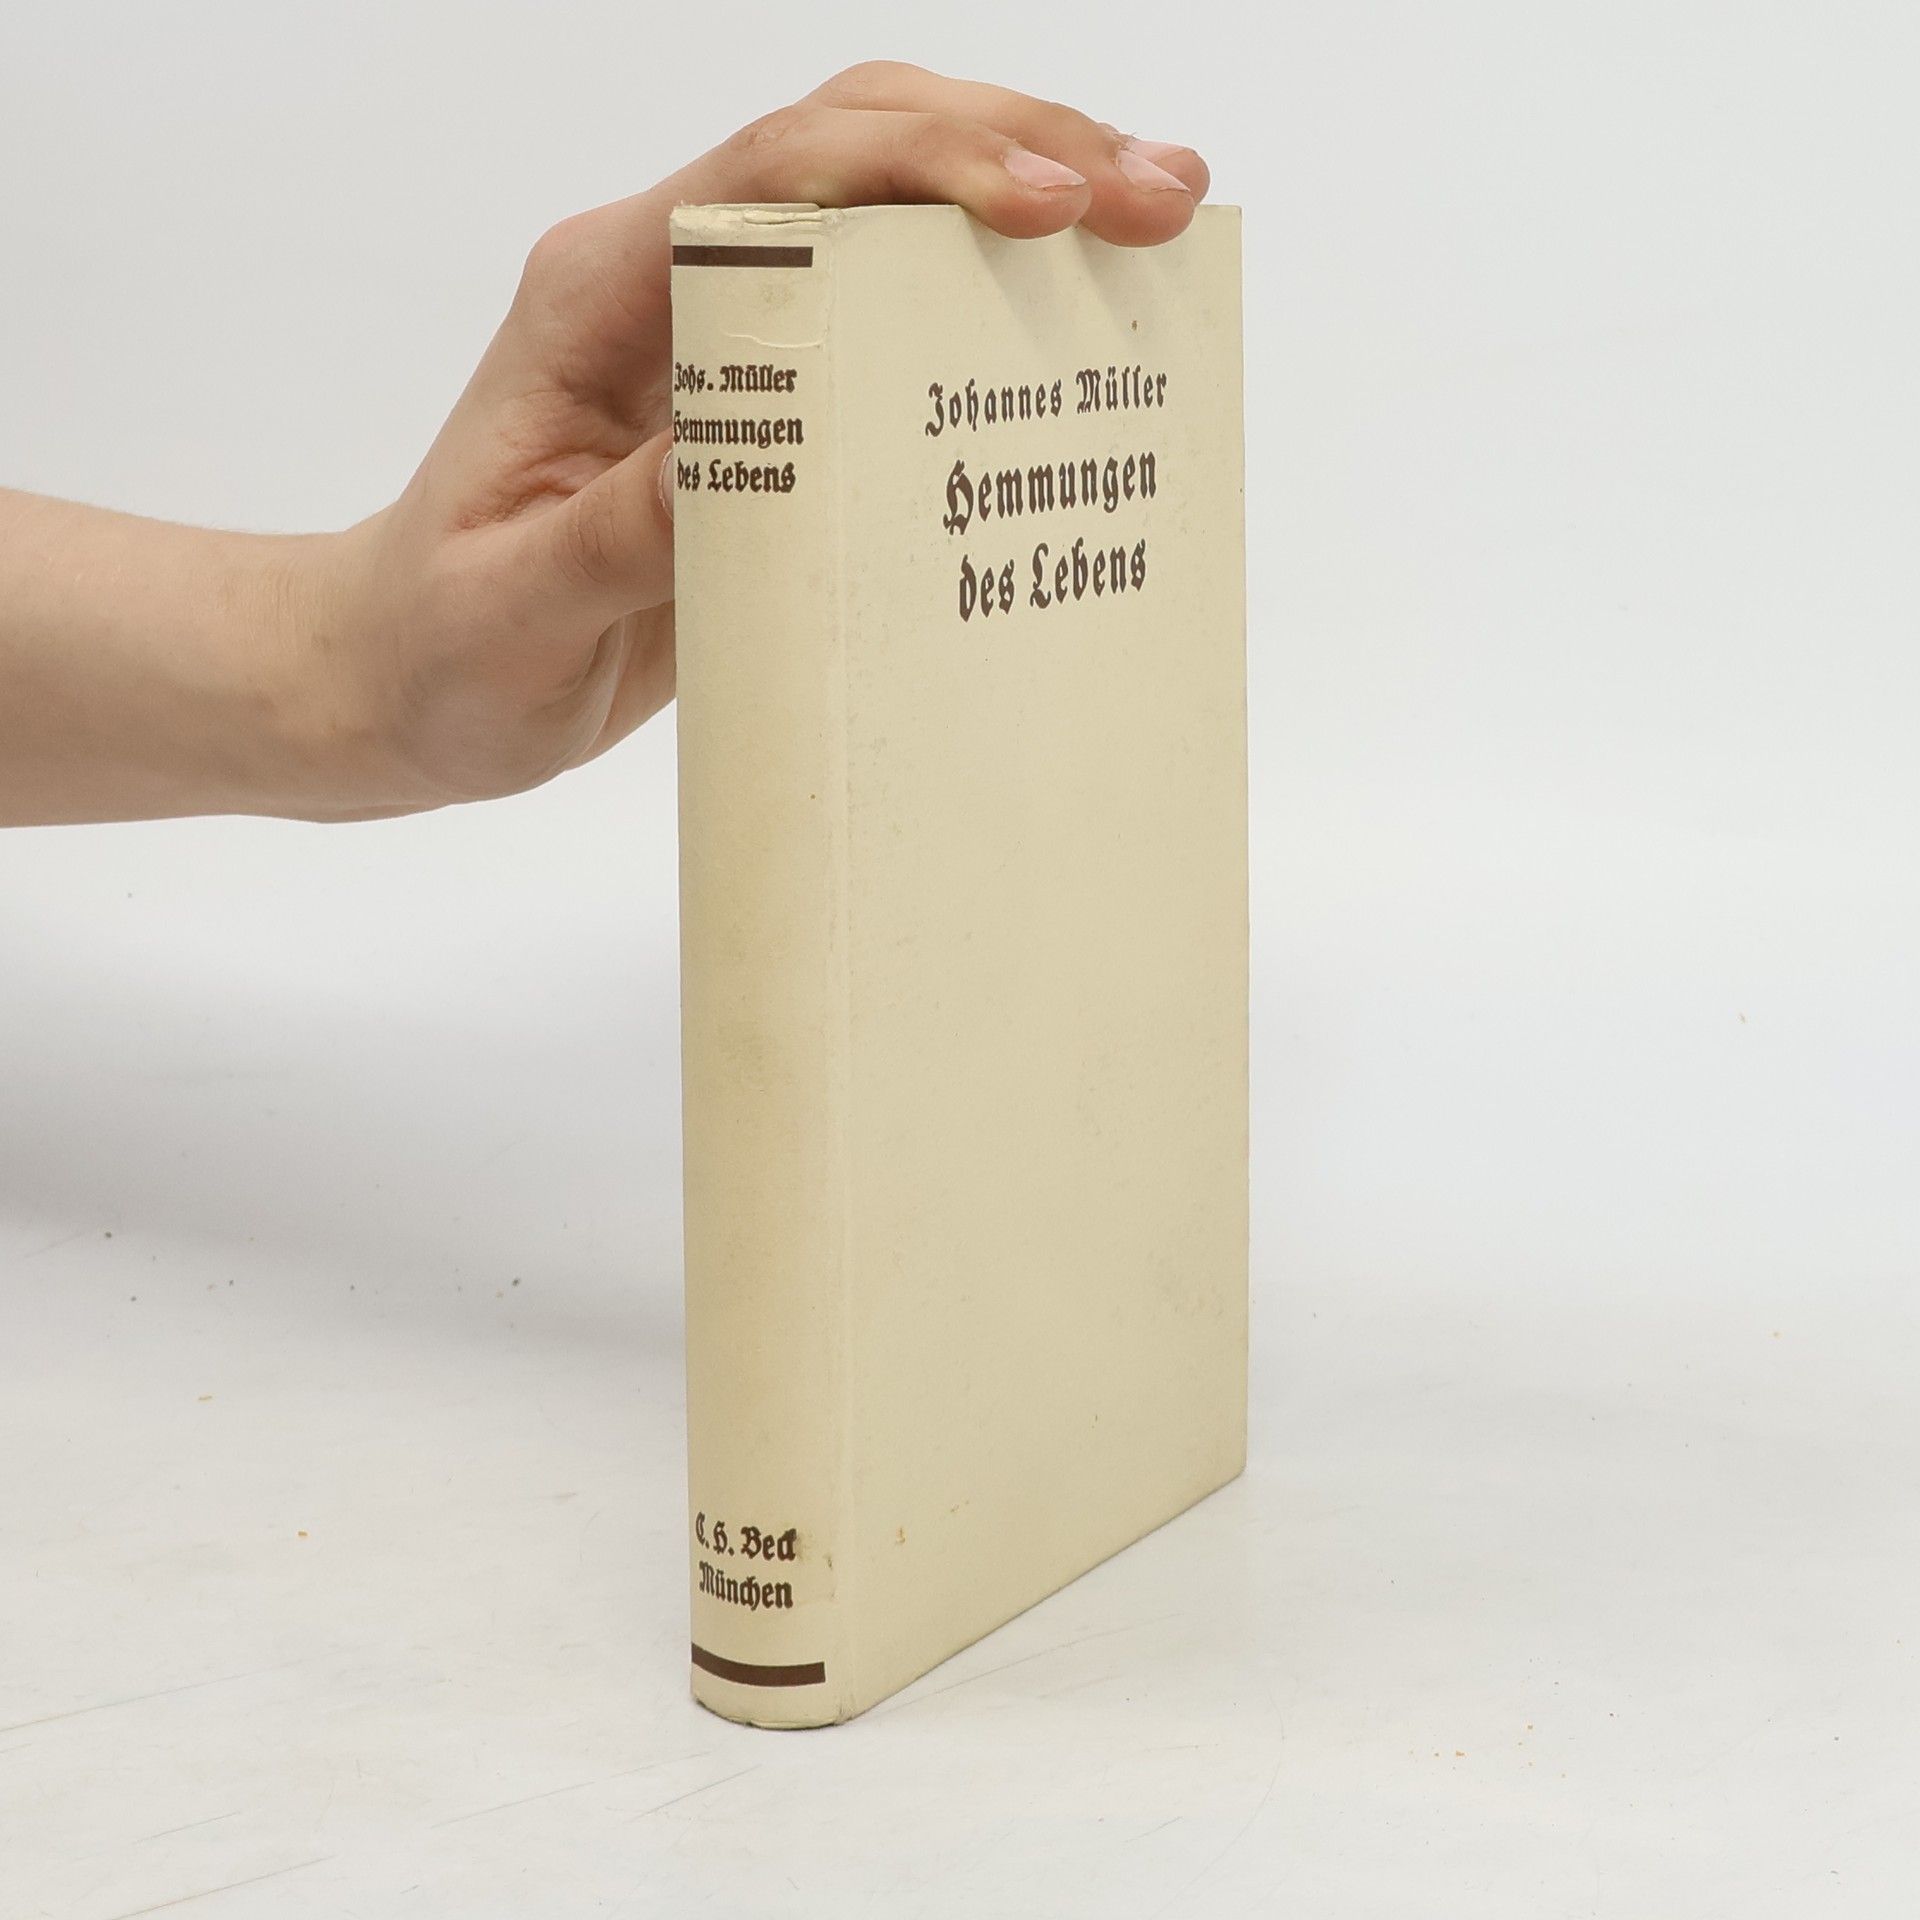 Johs. Müller
Hemmungen
des Lebens
C. H. Beck
München
Johannes Müller
Hemmungen
des Lebens